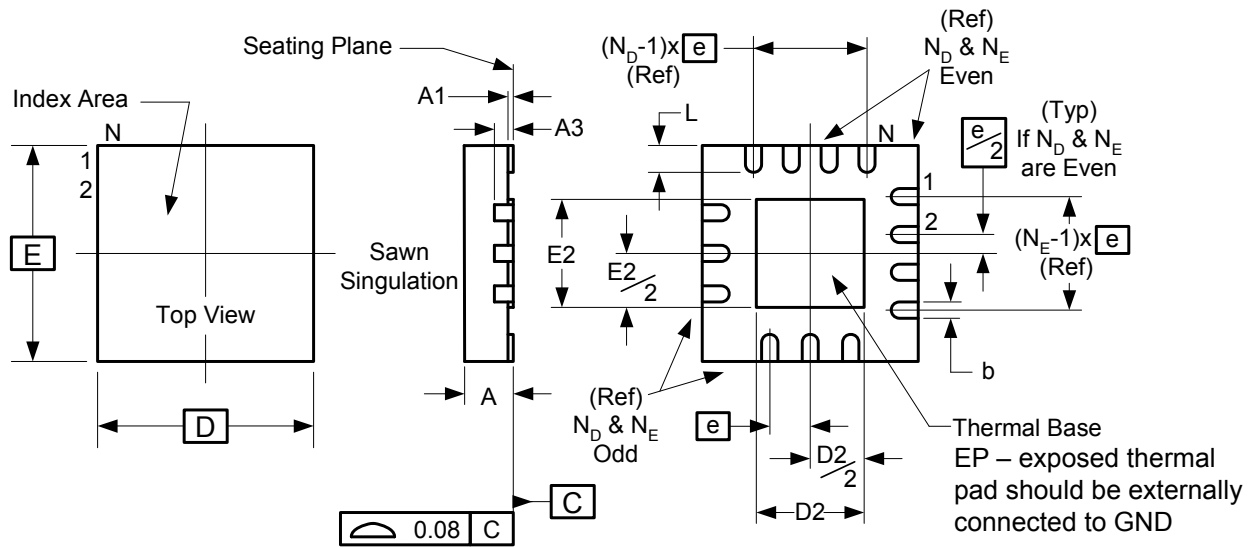 Seating Plane
Index Area
N
1
2
E
Top View
D
A1
A3
Sawn
Singulation
A
C
0.08 C
(N_D-1)x e
(Ref)
(Ref)
N_D & N_E
Even
L
N
e/2
(Typ)
If N_D & N_E
are Even
1
2
E2
E2/2
(N_E-1)x e
(Ref)
b
(Ref)
N_D & N_E
Odd
e
D2/2
D2
Thermal Base
EP – exposed thermal
pad should be externally
connected to GND